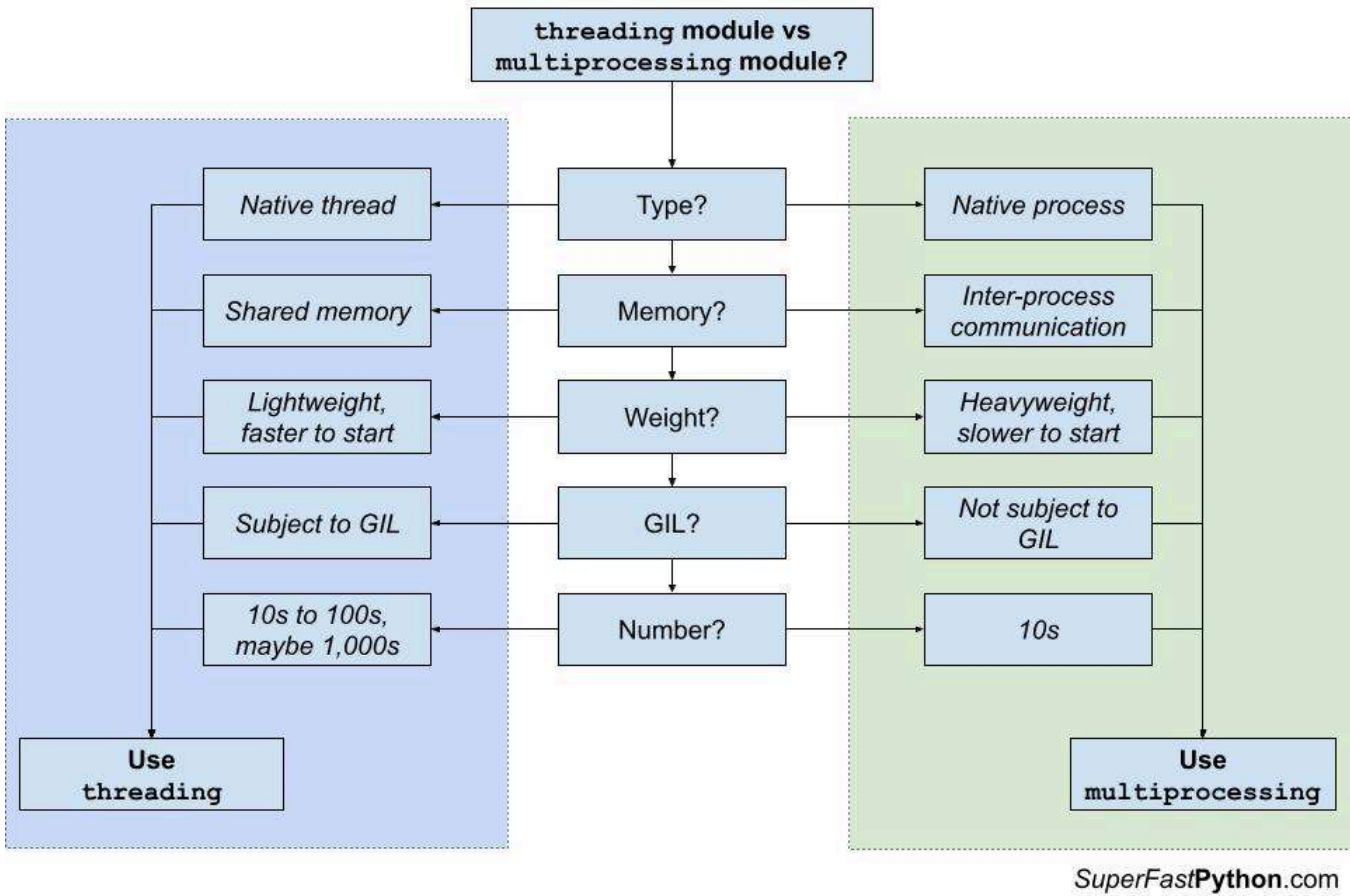 threading module vs
multiprocessing module?
Native thread
Type?
Native process
Shared memory
Memory?
Inter-process
communication
Lightweight,
faster to start
Weight?
Heavyweight,
slower to start
Subject to GIL
GIL?
Not subject to
GIL
10s to 100s,
maybe 1,000s
Number?
10s
Use
threading
Use
multiprocessing
SuperFastPython.com